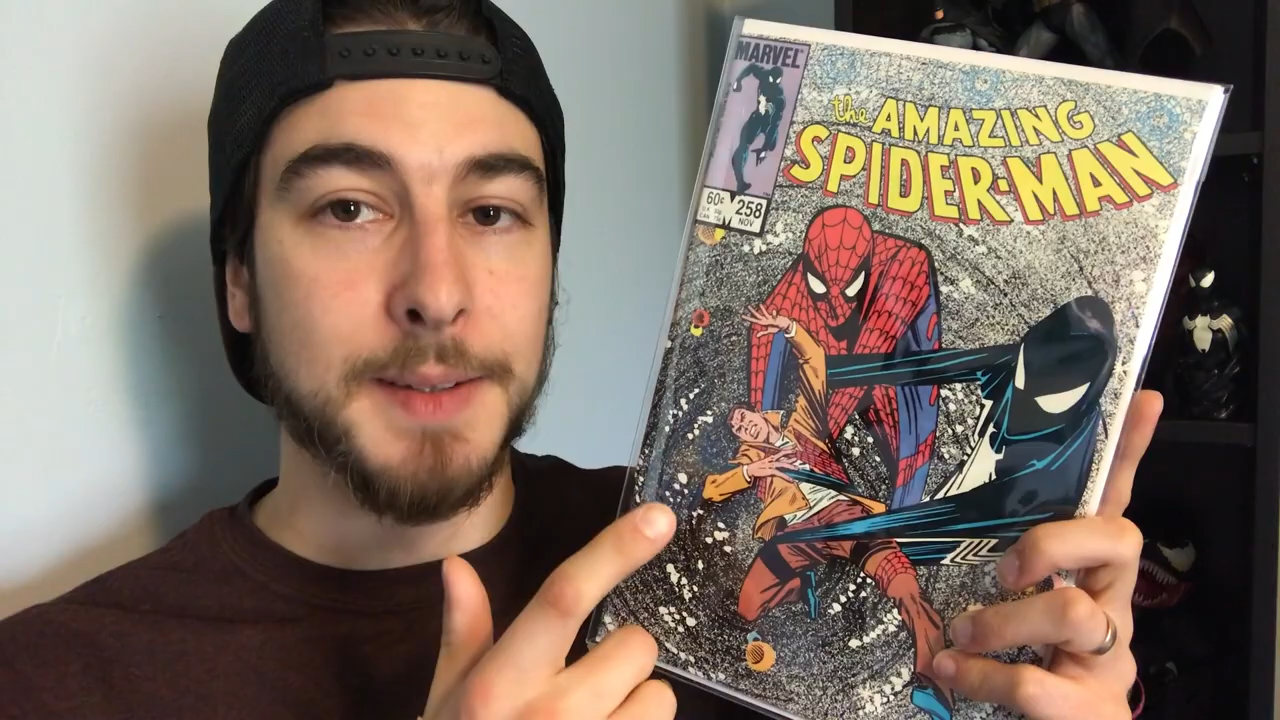 MARVEL
the AMAZING
SPIDER-MAN
60¢
258
NOV